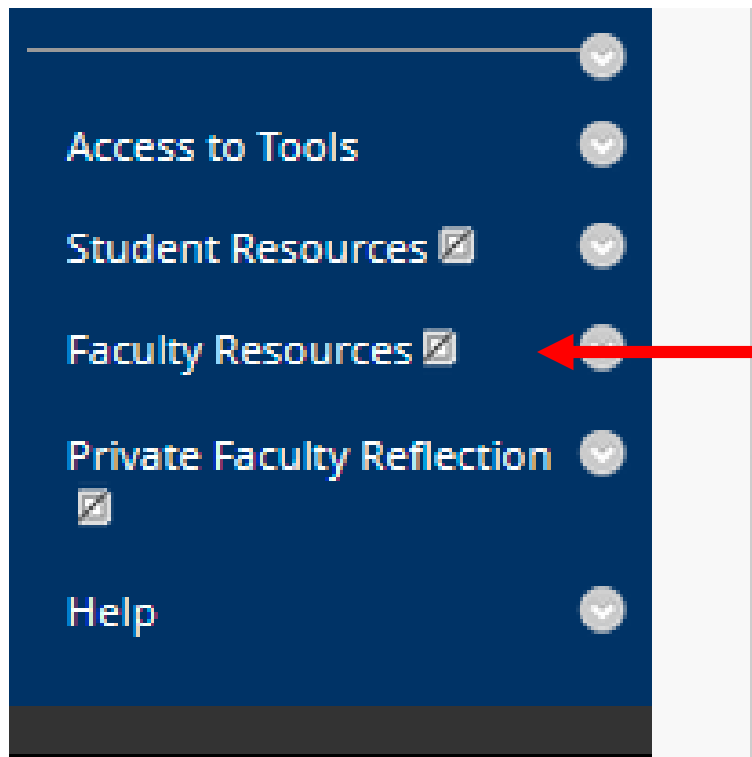 Access to Tools
Student Resources
Faculty Resources
Private Faculty Reflection
Help